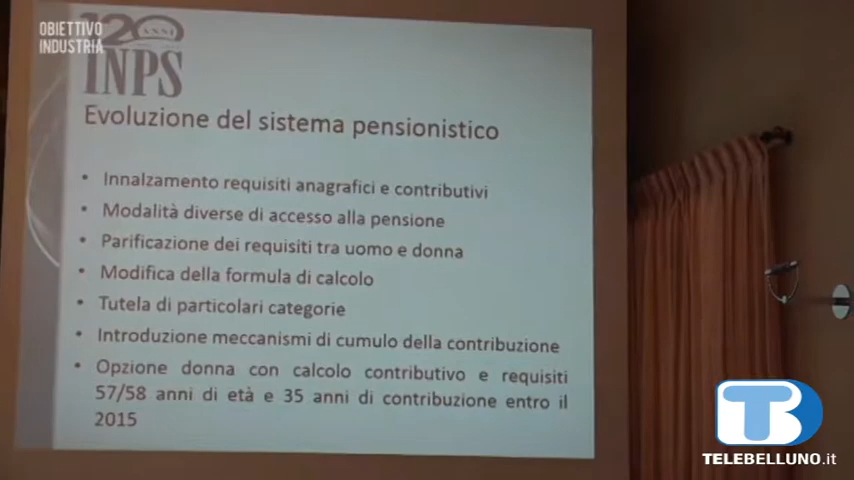 OBIETTIVO
INDUSTRIA
120 ANNI
INPS
Evoluzione del sistema pensionistico
• Innalzamento requisiti anagrafici e contributivi
• Modalità diverse di accesso alla pensione
• Parificazione dei requisiti tra uomo e donna
• Modifica della formula di calcolo
• Tutela di particolari categorie
• Introduzione meccanismi di cumulo della contribuzione
• Opzione donna con calcolo contributivo e requisiti
57/58 anni di età e 35 anni di contribuzione entro il
2015
TB
TELEBELLUNO.it